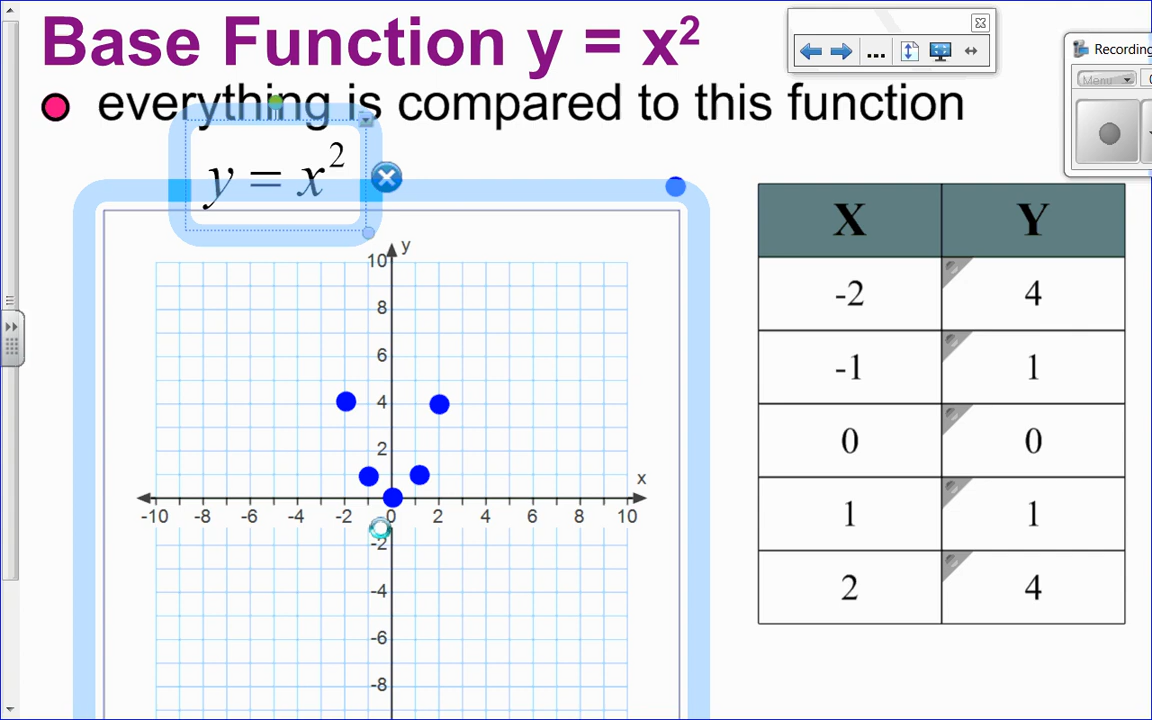 Base Function y = x²
Recording
Menu
everything is compared to this function
y = x²
X Y
-2 4
-1 1
0 0
1 1
2 4
y
10
8
6
4
2
x
-10 -8 -6 -4 -2 0 2 4 6 8 10
-2
-4
-6
-8